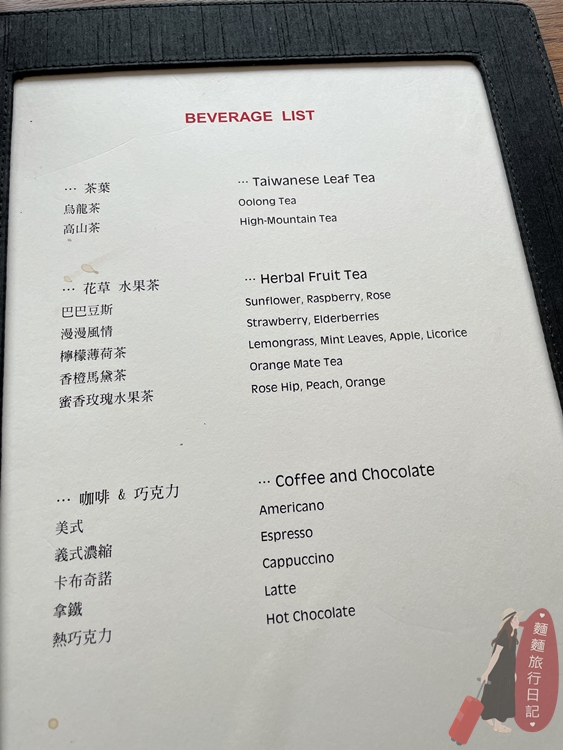 BEVERAGE LIST
… 茶葉
… Taiwanese Leaf Tea
烏龍茶
Oolong Tea
高山茶
High-Mountain Tea
… 花草 水果茶
… Herbal Fruit Tea
巴巴豆斯
Sunflower, Raspberry, Rose
漫漫風情
Strawberry, Elderberries
檸檬薄荷茶
Lemongrass, Mint Leaves, Apple, Licorice
香橙馬黛茶
Orange Mate Tea
蜜香玫瑰水果茶
Rose Hip, Peach, Orange
… 咖啡 & 巧克力
… Coffee and Chocolate
美式
Americano
義式濃縮
Espresso
卡布奇諾
Cappuccino
拿鐵
Latte
熱巧克力
Hot Chocolate
麵麵旅行日記